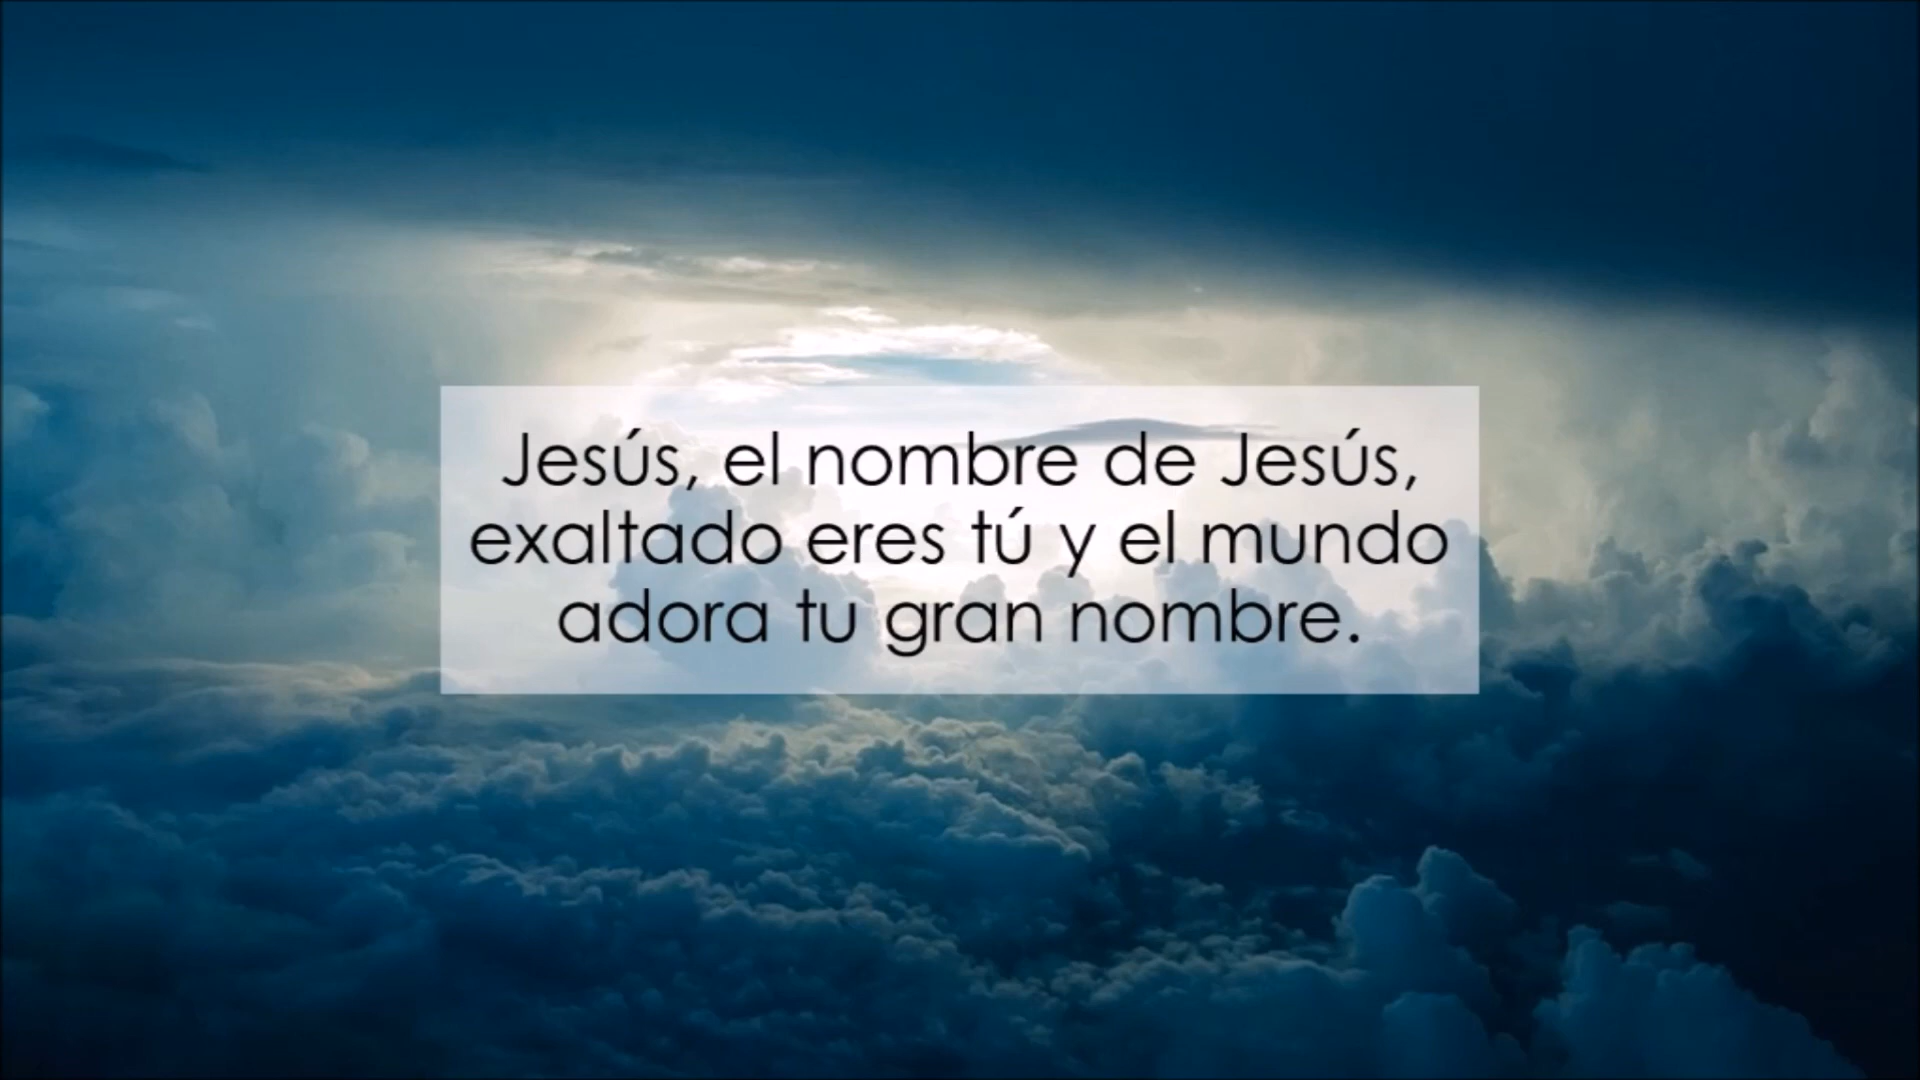 Jesús, el nombre de Jesús,
exaltado eres tú y el mundo
adora tu gran nombre.